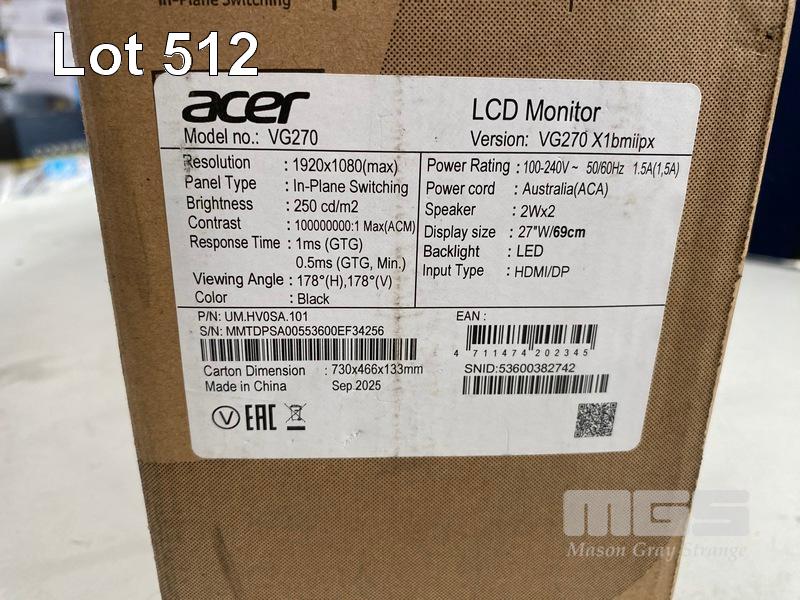 In-Plane Switching
Lot 512
acer
LCD Monitor
Model no.: VG270
Version: VG270 X1bmiipx
Resolution : 1920x1080(max)
Panel Type : In-Plane Switching
Brightness : 250 cd/m2
Contrast : 100000000:1 Max(ACM)
Response Time : 1ms (GTG)
0.5ms (GTG, Min.)
Viewing Angle : 178°(H),178°(V)
Color : Black
Power Rating : 100-240V ~ 50/60Hz 1.5A(1,5A)
Power cord : Australia(ACA)
Speaker : 2Wx2
Display size : 27"W/69cm
Backlight : LED
Input Type : HDMI/DP
P/N: UM.HV0SA.101
S/N: MMTDPSA00553600EF34256
Carton Dimension : 730x466x133mm
Made in China Sep.2025
EAN :
4 711474 202345
SNID:53600382742
V EAC
MGS
Mason Gray Strange